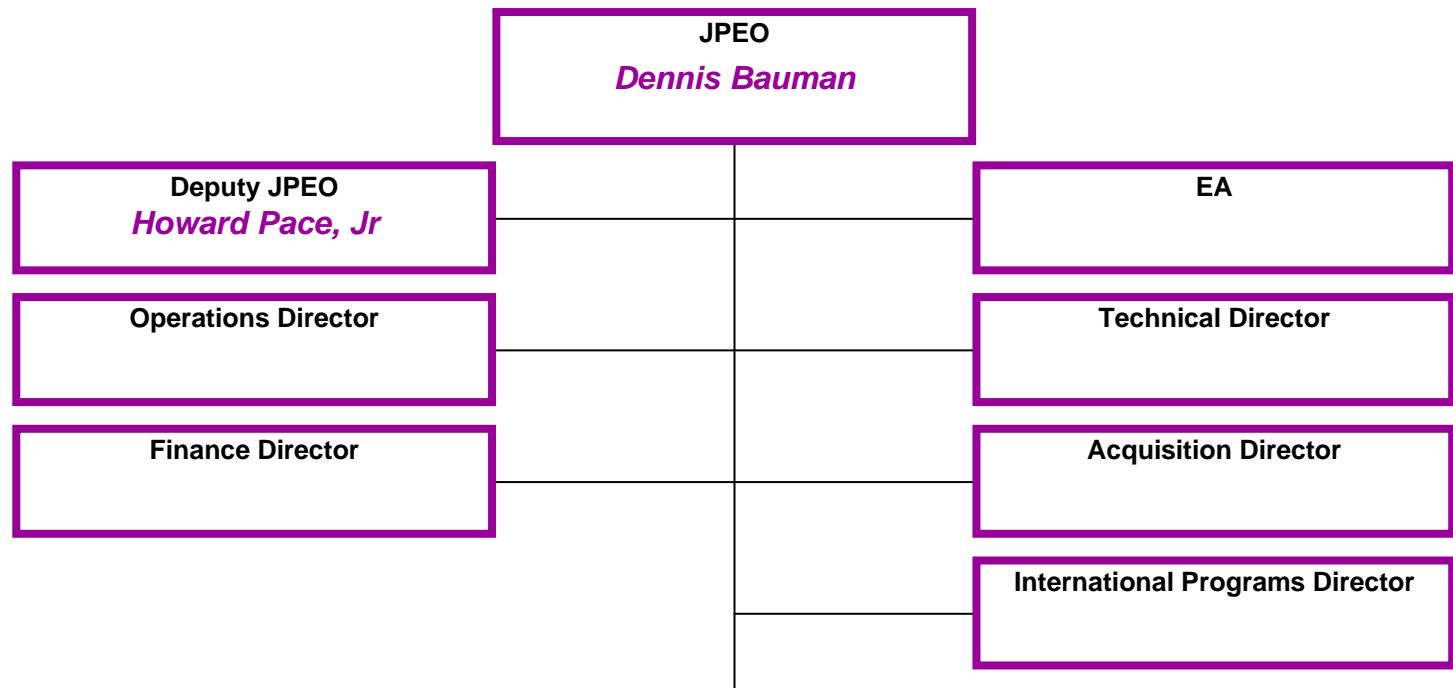 JPEO
Dennis Bauman
Deputy JPEO
Howard Pace, Jr
EA
Operations Director
Technical Director
Finance Director
Acquisition Director
International Programs Director